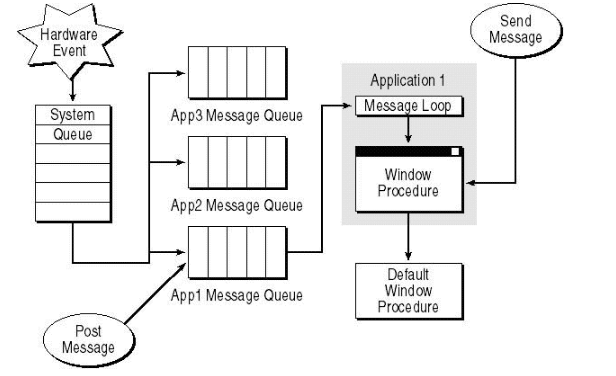 Hardware
Event
System
Queue
App3 Message Queue
App2 Message Queue
App1 Message Queue
Post
Message
Application 1
Message Loop
Window
Procedure
Default
Window
Procedure
Send
Message